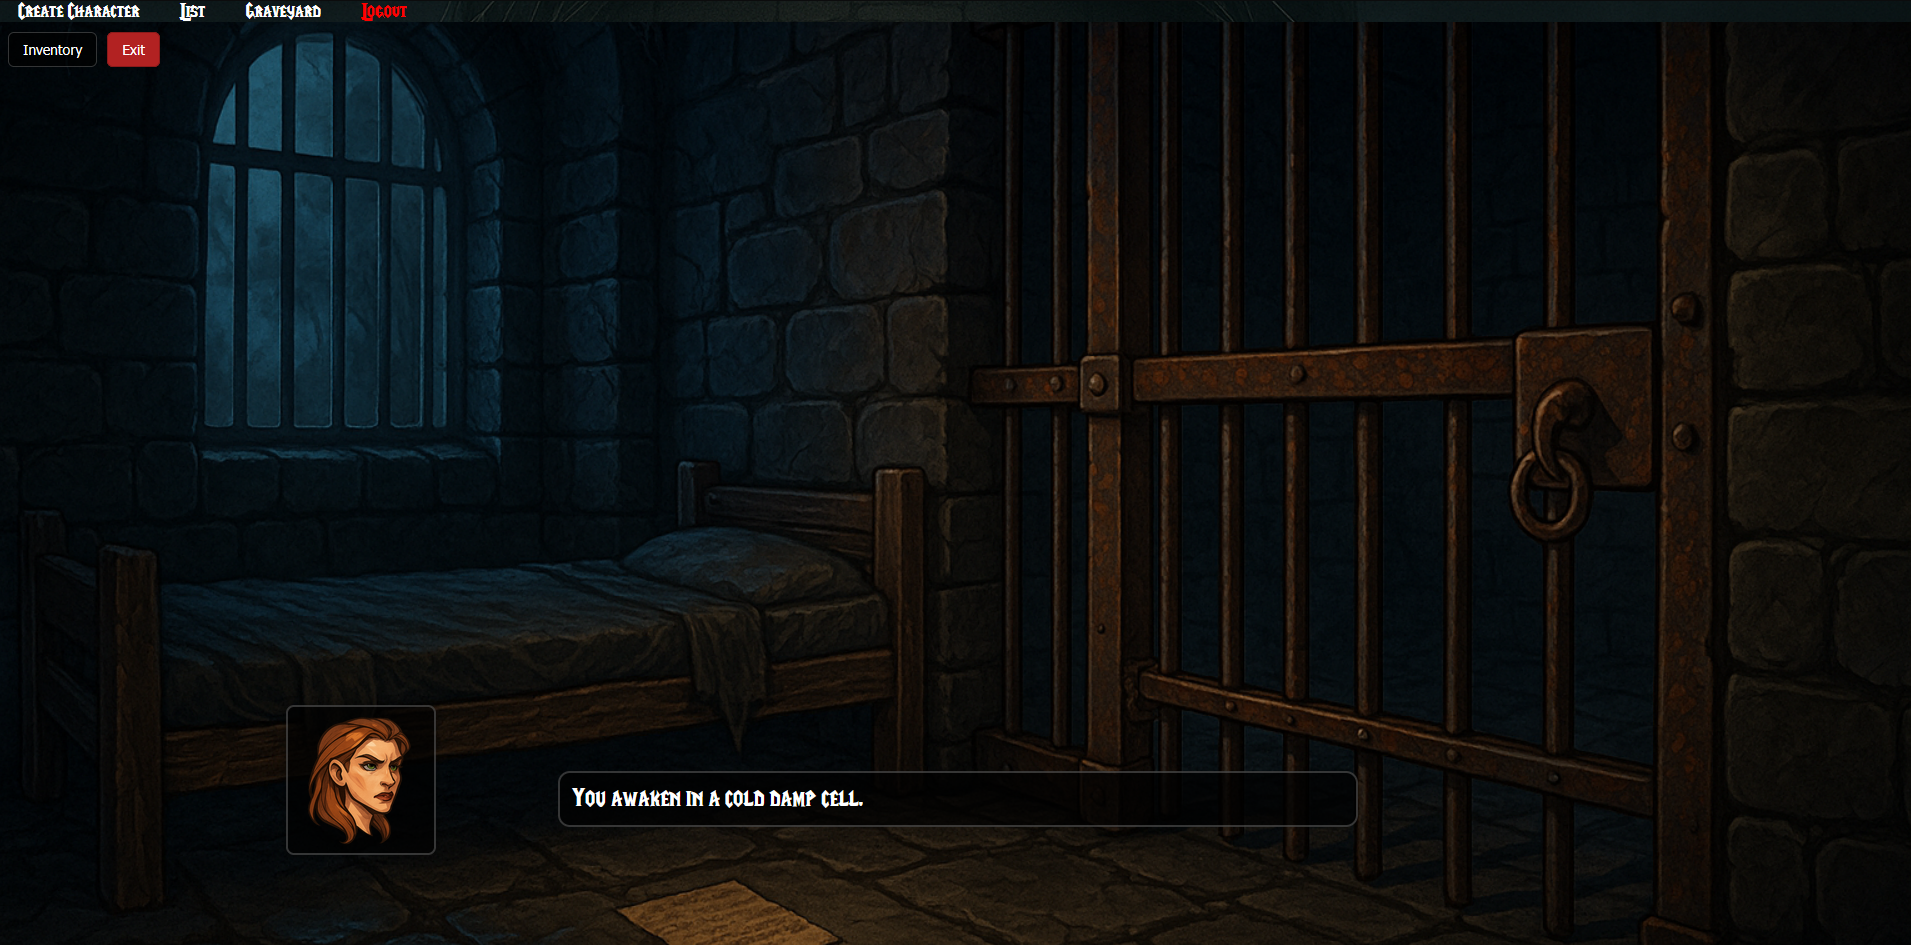 Create Character List Graveyard Logout
Inventory Exit
You awaken in a cold damp cell.